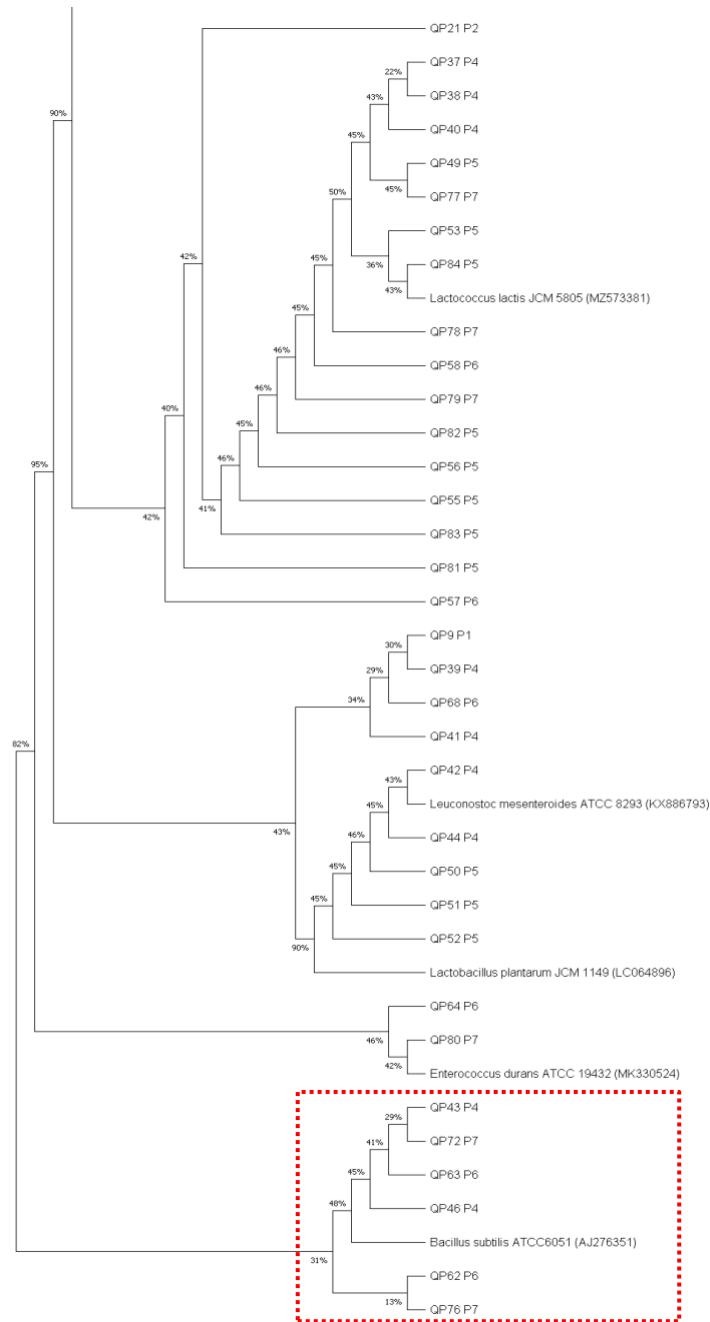 QP21 P2
QP37 P4
22%
QP38 P4
43%
90%
QP40 P4
45%
QP49 P5
45%
QP77 P7
50%
QP53 P5
42%
36%
QP84 P5
45%
43%
Lactococcus lactis JCM 5805 (MZ573381)
45%
QP78 P7
46%
QP58 P6
46%
QP79 P7
40%
45%
QP82 P5
46%
QP56 P5
95%
QP55 P5
41%
42%
QP83 P5
QP81 P5
QP57 P6
QP9 P1
30%
QP39 P4
29%
34%
QP68 P6
QP41 P4
82%
QP42 P4
43%
Leuconostoc mesenteroides ATCC 8293 (KX886793)
45%
43%
46%
QP44 P4
45%
QP50 P5
45%
QP51 P5
90%
QP52 P5
Lactobacillus plantarum JCM 1149 (LC064896)
QP64 P6
46%
QP80 P7
42%
Enterococcus durans ATCC 19432 (MK330524)
QP43 P4
29%
QP72 P7
41%
45%
QP63 P6
48%
QP46 P4
Bacillus subtilis ATCC6051 (AJ276351)
31%
QP62 P6
13%
QP76 P7